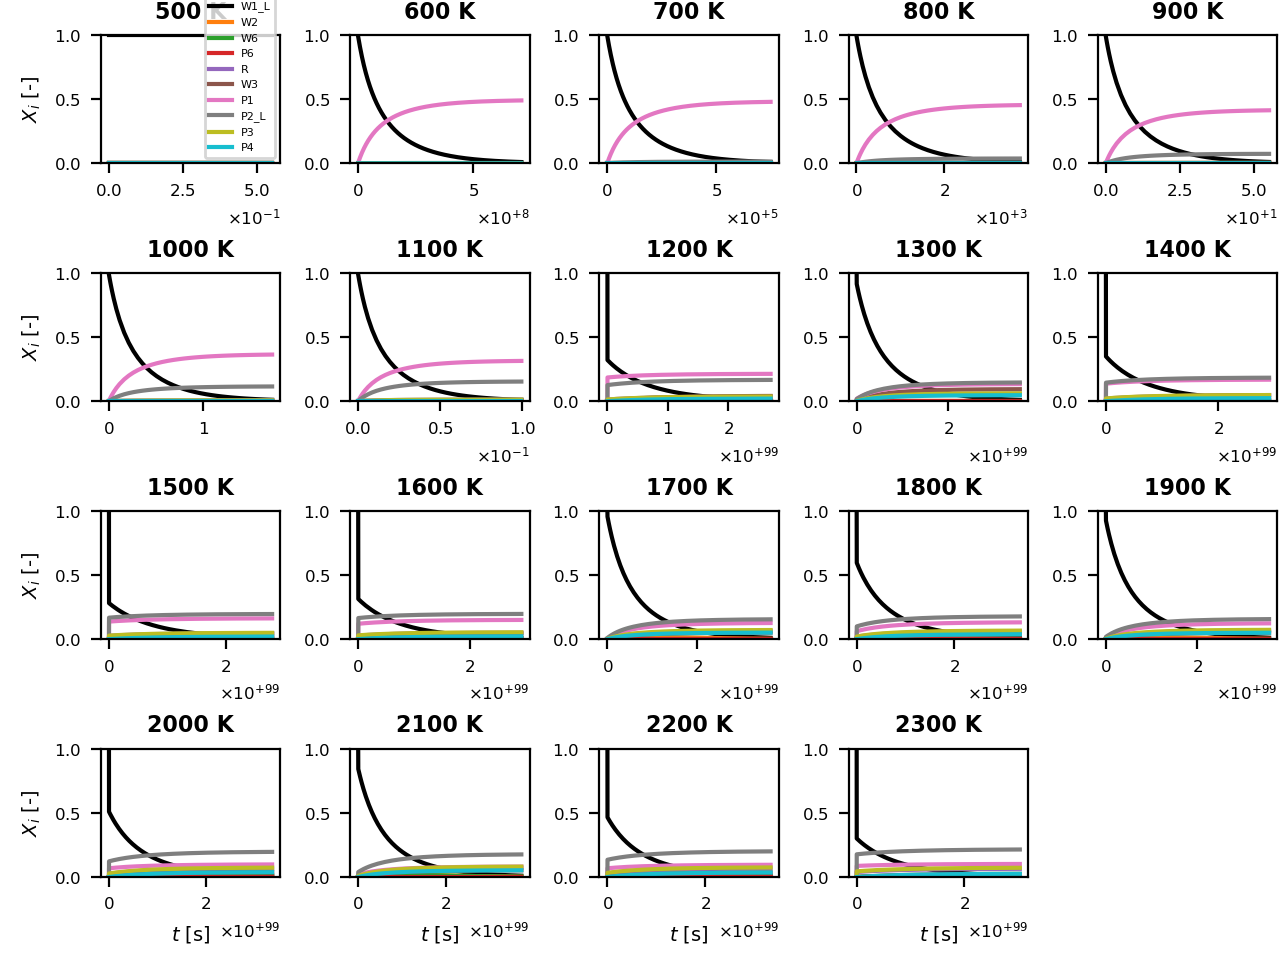 500 K
600 K
700 K
800 K
900 K
W1_L
W2
W6
P6
R
W3
P1
P2_L
P3
P4
X_i [-]
1.0
0.5
0.0
0.0 2.5 5.0
×10^−1
1.0
0.5
0.0
0 5
×10^+8
1.0
0.5
0.0
0 5
×10^+5
1.0
0.5
0.0
0 2
×10^+3
1.0
0.5
0.0
0.0 2.5 5.0
×10^+1
1000 K
1100 K
1200 K
1300 K
1400 K
X_i [-]
1.0
0.5
0.0
0 1
1.0
0.5
0.0
0.0 0.5 1.0
×10^−1
1.0
0.5
0.0
0 1 2
×10^+99
1.0
0.5
0.0
0 2
×10^+99
1.0
0.5
0.0
0 2
×10^+99
1500 K
1600 K
1700 K
1800 K
1900 K
X_i [-]
1.0
0.5
0.0
0 2
×10^+99
1.0
0.5
0.0
0 2
×10^+99
1.0
0.5
0.0
0 2
×10^+99
1.0
0.5
0.0
0 2
×10^+99
1.0
0.5
0.0
0 2
×10^+99
2000 K
2100 K
2200 K
2300 K
X_i [-]
1.0
0.5
0.0
0 2
t [s] ×10^+99
1.0
0.5
0.0
0 2
t [s] ×10^+99
1.0
0.5
0.0
0 2
t [s] ×10^+99
1.0
0.5
0.0
0 2
t [s] ×10^+99